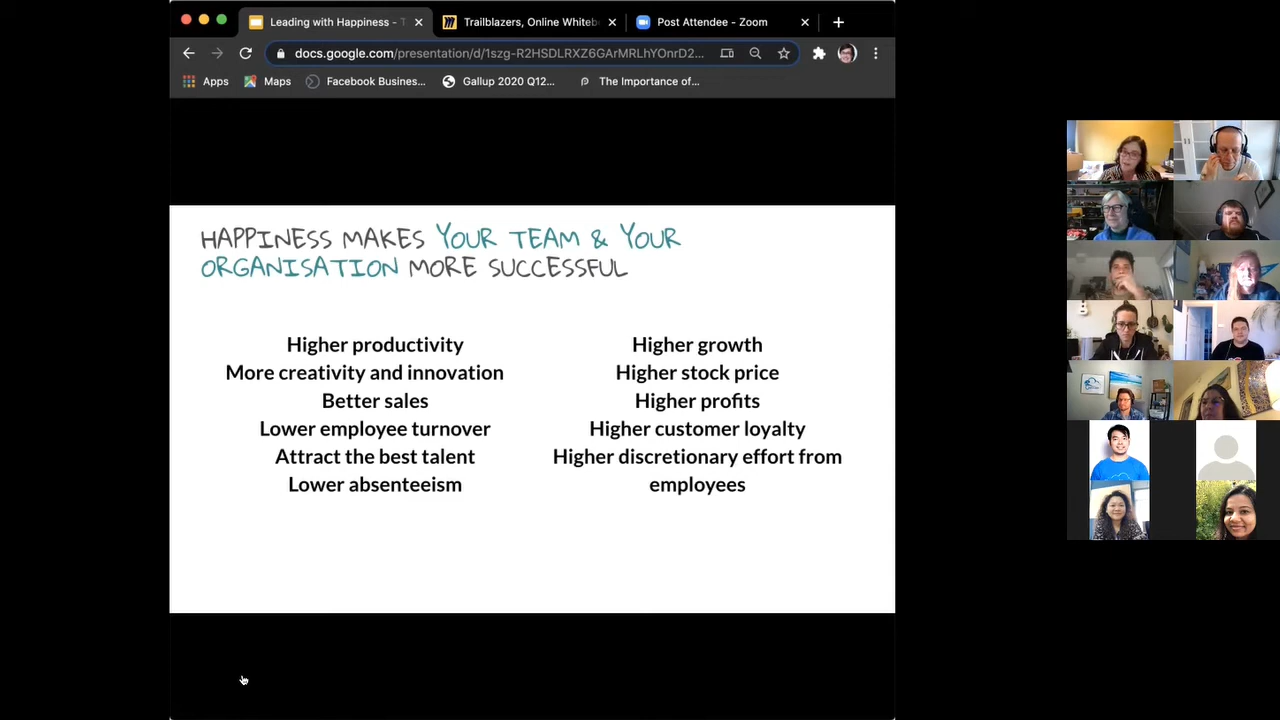 Leading with Happiness - T
Trailblazers, Online Whitebo
Post Attendee - Zoom
docs.google.com/presentation/d/1szg-R2HSDLRXZ6GArMRLhYOnrD2...
Apps
Maps
Facebook Busines...
Gallup 2020 Q12...
The Importance of...
HAPPINESS MAKES YOUR TEAM & YOUR
ORGANISATION MORE SUCCESSFUL
Higher productivity
More creativity and innovation
Better sales
Lower employee turnover
Attract the best talent
Lower absenteeism
Higher growth
Higher stock price
Higher profits
Higher customer loyalty
Higher discretionary effort from
employees